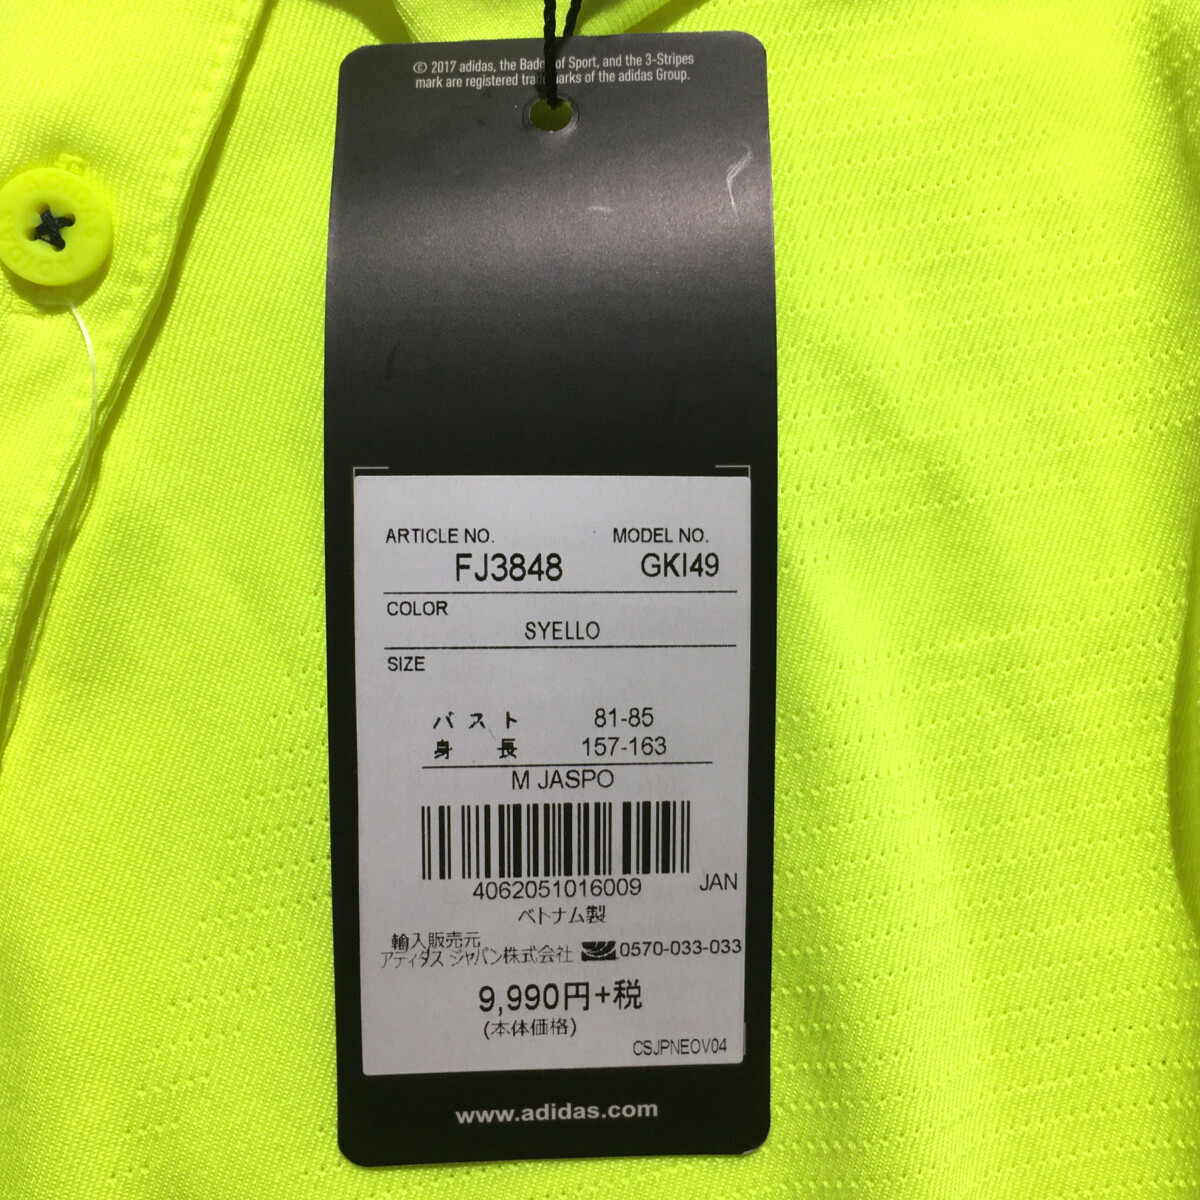 © 2017 adidas, the Badge of Sport, and the 3-Stripes
mark are registered trademarks of the adidas Group.
ARTICLE NO. MODEL NO.
FJ3848 GKI49
COLOR
SYELLO
SIZE
バスト 81-85
身長 157-163
M JASPO
4062051016009 JAN
ベトナム製
輸入販売元
アディダス ジャパン株式会社 0570-033-033
9,990円+税
(本体価格)
CSJPNEOV04
www.adidas.com